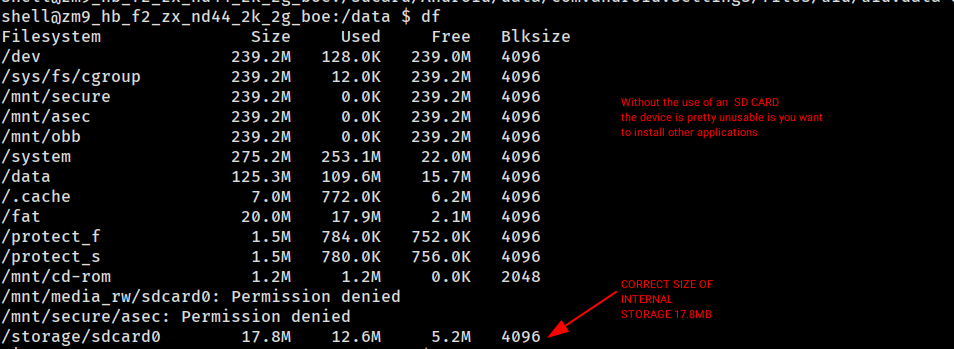 shell@zm9_hb_f2_zx_nd44_2k_2g_boe:/data $ df
Filesystem Size Used Free Blksize
/dev 239.2M 128.0K 239.0M 4096
/sys/fs/cgroup 239.2M 12.0K 239.2M 4096
/mnt/secure 239.2M 0.0K 239.2M 4096
/mnt/asec 239.2M 0.0K 239.2M 4096
/mnt/obb 239.2M 0.0K 239.2M 4096
/system 275.2M 253.1M 22.0M 4096
/data 125.3M 109.6M 15.7M 4096
/.cache 7.0M 772.0K 6.2M 4096
/fat 20.0M 17.9M 2.1M 4096
/protect_f 1.5M 784.0K 752.0K 4096
/protect_s 1.5M 780.0K 756.0K 4096
/mnt/cd-rom 1.2M 1.2M 0.0K 2048
/mnt/media_rw/sdcard0: Permission denied
/mnt/secure/asec: Permission denied
/storage/sdcard0 17.8M 12.6M 5.2M 4096
Without the use of an SD CARD
the device is pretty unusable is you want
to install other applications
CORRECT SIZE OF
INTERNAL
STORAGE 17.8MB